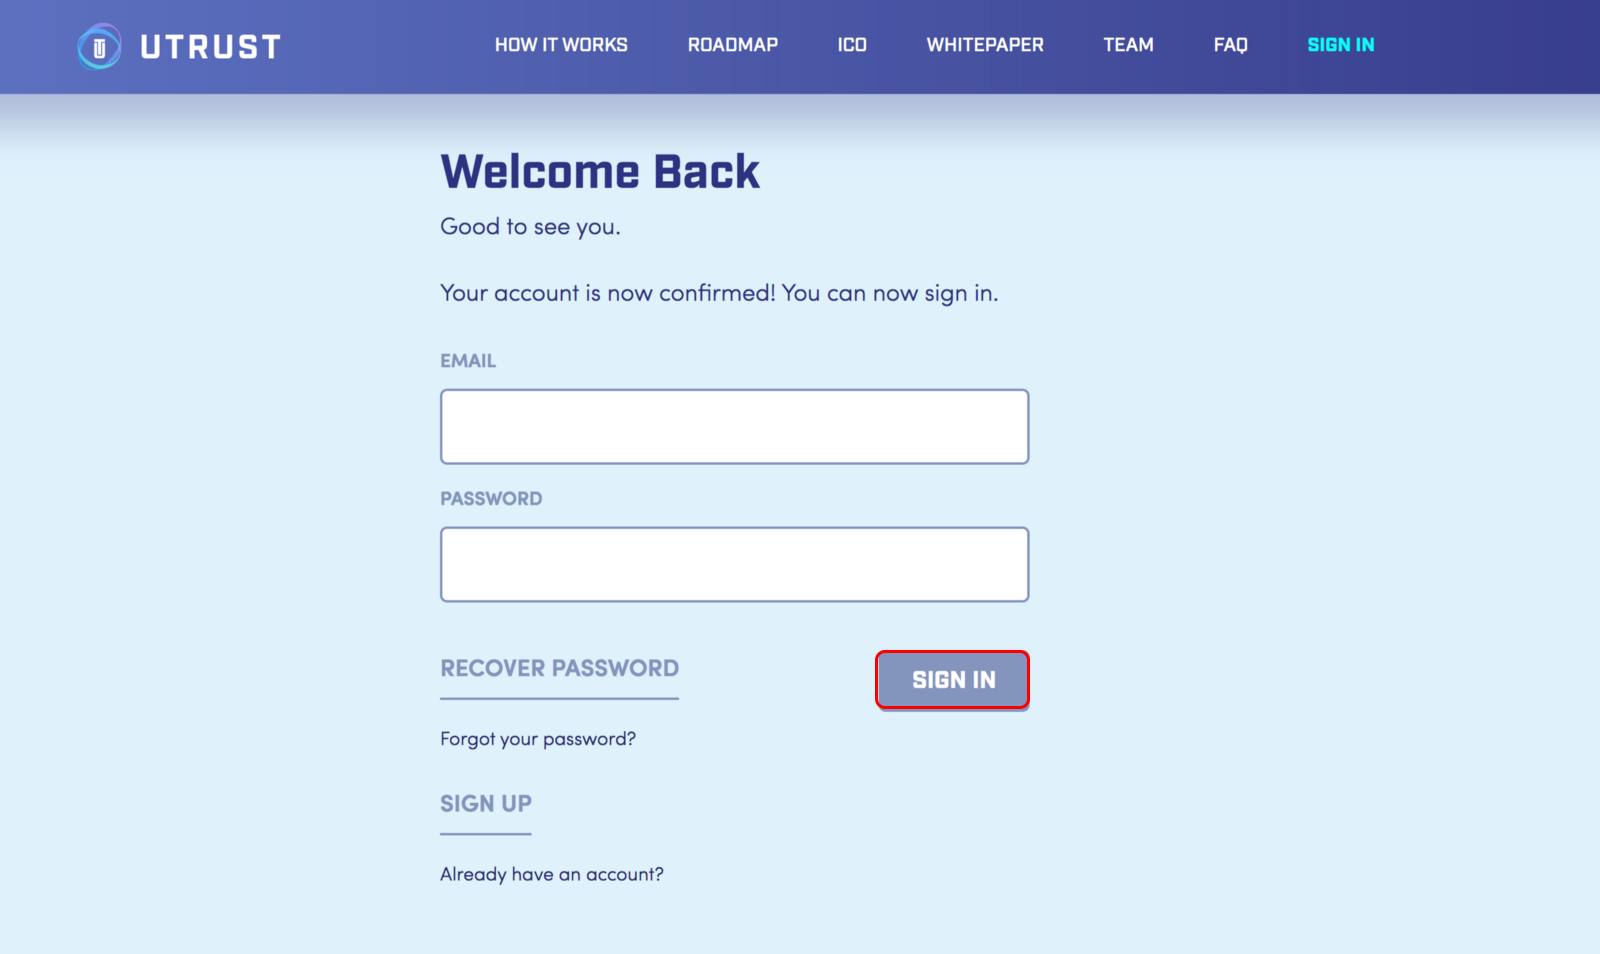 UTRUST
HOW IT WORKS ROADMAP ICO WHITEPAPER TEAM FAQ SIGN IN
Welcome Back
Good to see you.
Your account is now confirmed! You can now sign in.
EMAIL
PASSWORD
RECOVER PASSWORD
SIGN IN
Forgot your password?
SIGN UP
Already have an account?